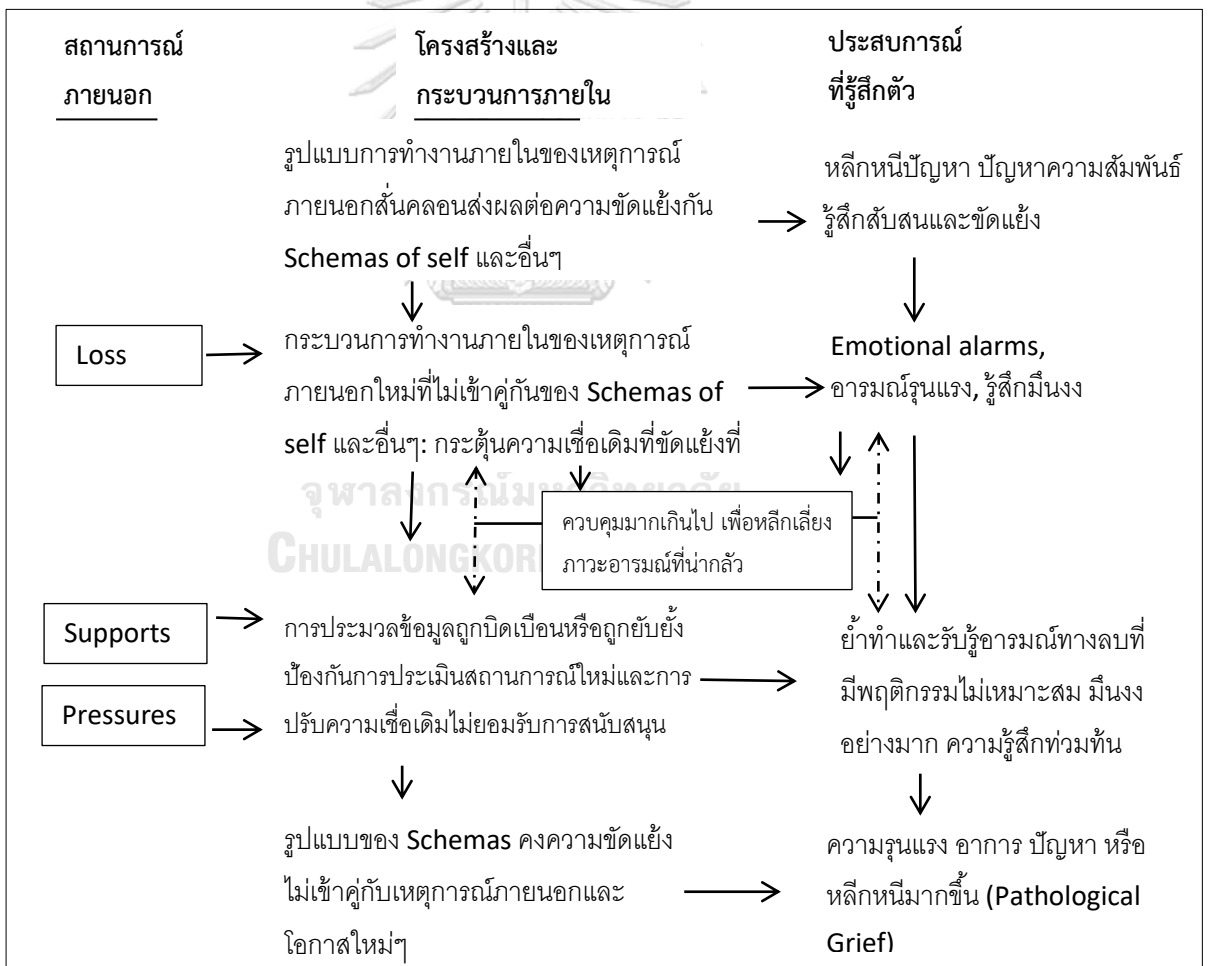 สถานการณ์
ภายนอก
โครงสร้างและ
กระบวนการภายใน
ประสบการณ์
ที่รู้สึกตัว
รูปแบบการทำงานภายในของเหตุการณ์
ภายนอกสั่นคลอนส่งผลต่อความขัดแย้งกัน
Schemas of self และอื่นๆ
หลีกหนีปัญหา ปัญหาความสัมพันธ์
รู้สึกสับสนและขัดแย้ง
Loss
กระบวนการทำงานภายในของเหตุการณ์
ภายนอกใหม่ที่ไม่เข้าคู่กันของ Schemas of
self และอื่นๆ: กระตุ้นความเชื่อเดิมที่ขัดแย้งที่
Emotional alarms,
อารมณ์รุนแรง, รู้สึกมึนงง
จุฬาลงกรณ์มหาวิทยาลัย
CHULALONGKOR
ควบคุมมากเกินไป เพื่อหลีกเลี่ยง
ภาวะอารมณ์ที่น่ากลัว
Supports
Pressures
การประมวลข้อมูลถูกบิดเบือนหรือถูกยับยั้ง
ป้องกันการประเมินสถานการณ์ใหม่และการ
ปรับความเชื่อเดิมไม่ยอมรับการสนับสนุน
ย้ำทำและรับรู้อารมณ์ทางลบที่
มีพฤติกรรมไม่เหมาะสม มึนงง
อย่างมาก ความรู้สึกท่วมท้น
รูปแบบของ Schemas คงความขัดแย้ง
ไม่เข้าคู่กับเหตุการณ์ภายนอกและ
โอกาสใหม่ๆ
ความรุนแรง อาการ ปัญหา หรือ
หลีกหนีมากขึ้น (Pathological
Grief)